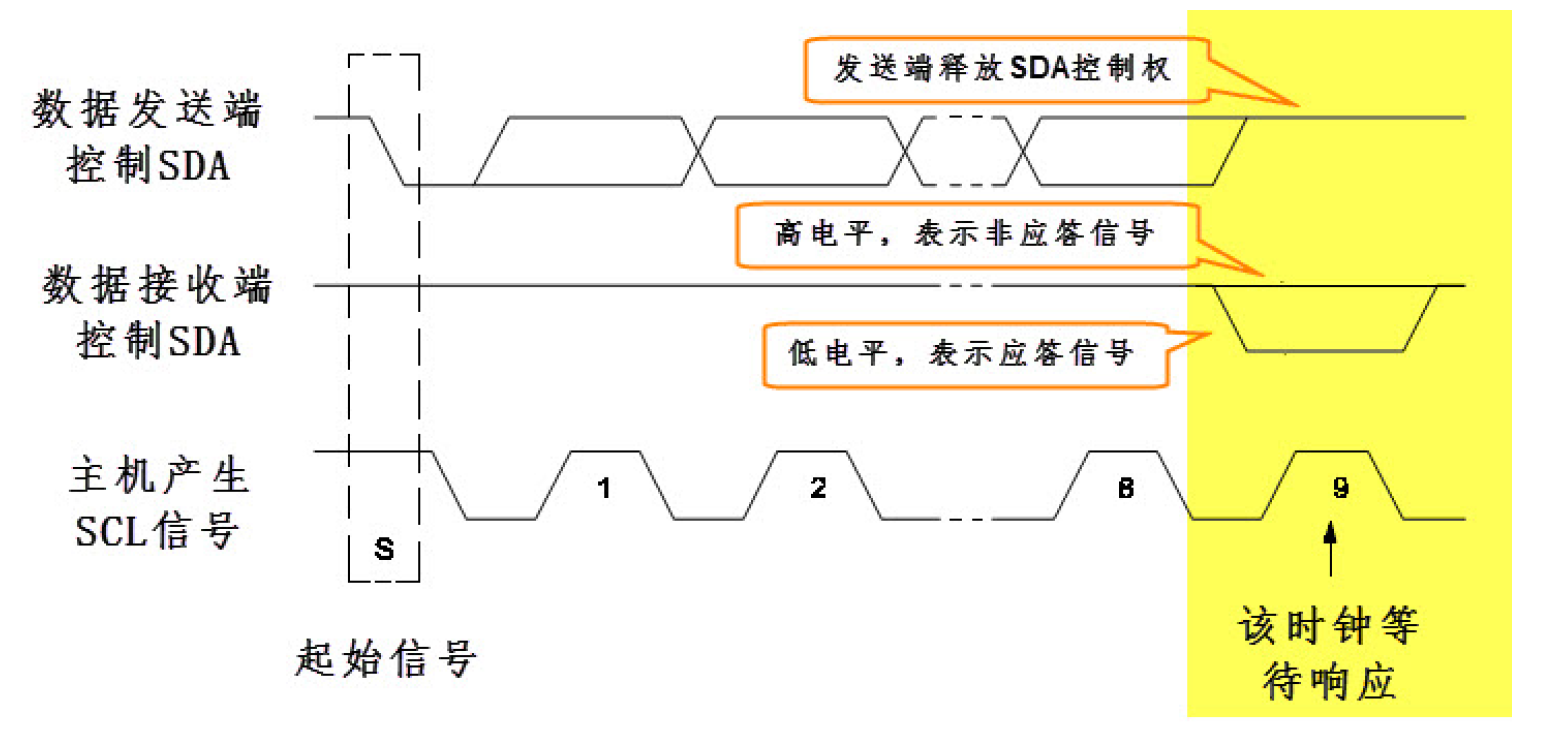 发送端释放SDA控制权
数据发送端
控制SDA
高电平，表示非应答信号
数据接收端
控制SDA
低电平，表示应答信号
主机产生
SCL信号
1
2
8
9
S
起始信号
该时钟等
待响应